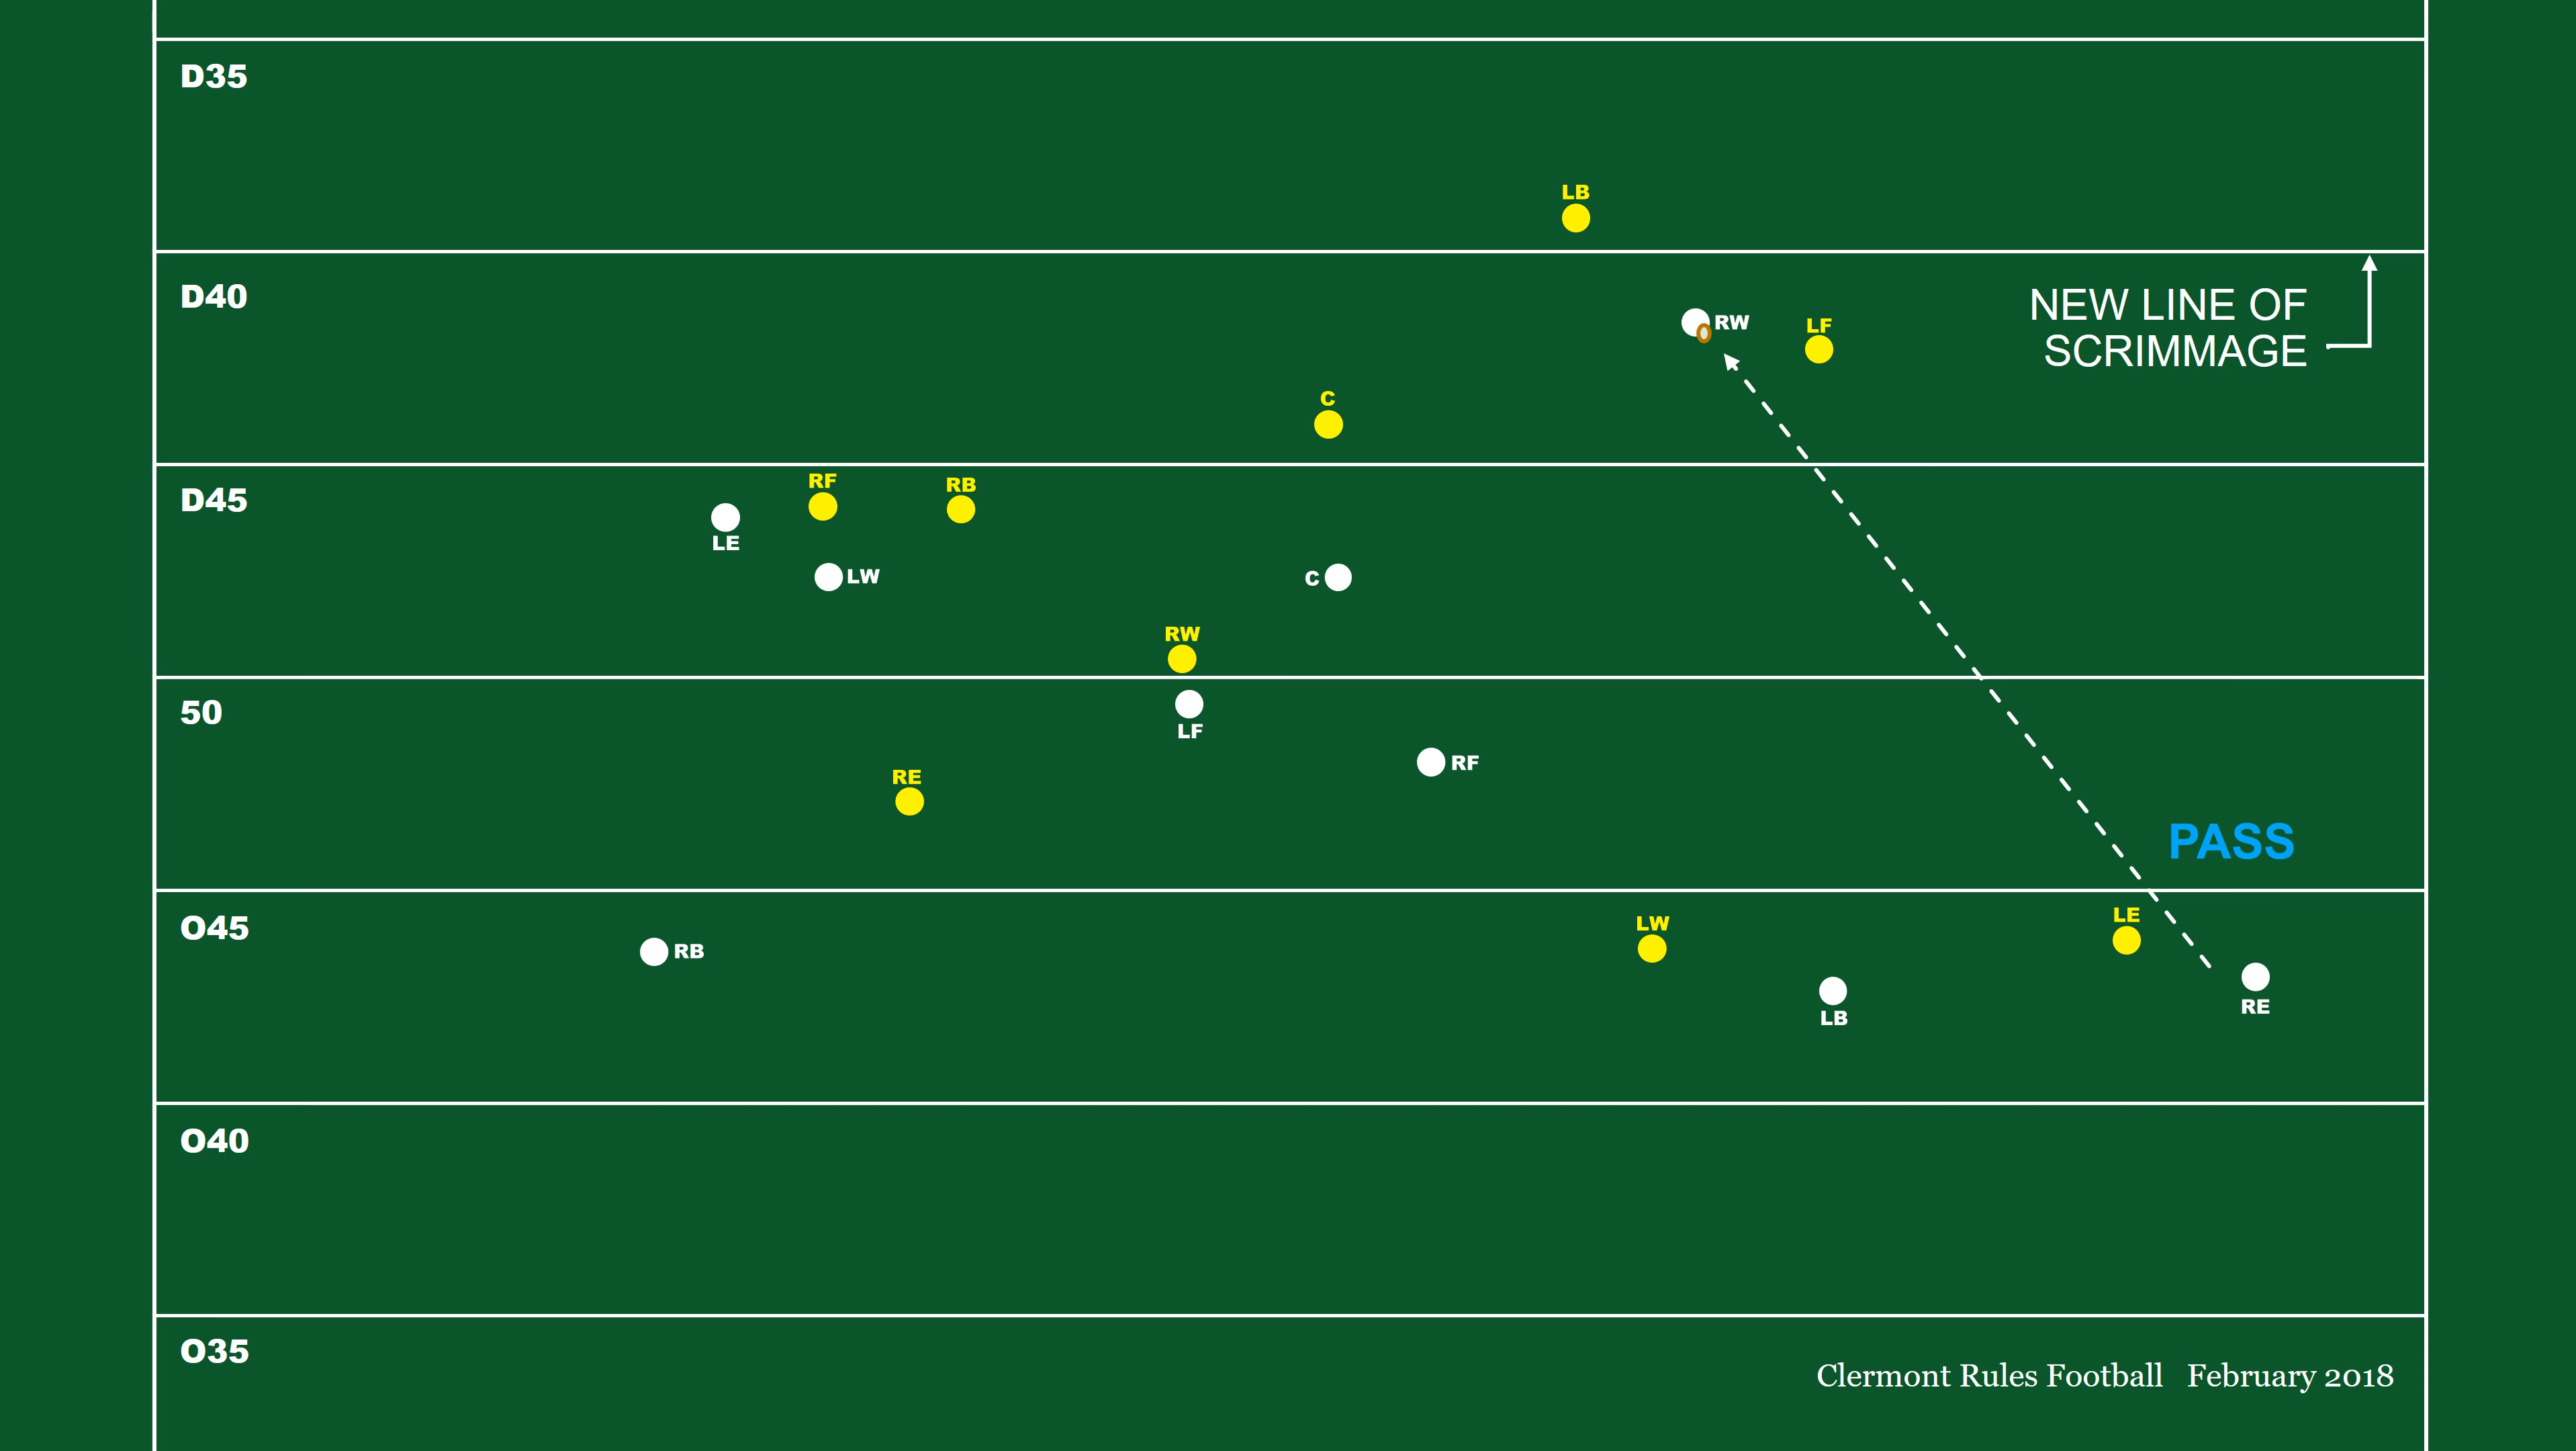 D35
LB
D40
NEW LINE OF
SCRIMMAGE
RW
LF
C
D45
RF
RB
LE
LW
C
RW
50
LF
RF
RE
PASS
O45
RB
LW
LE
LB
RE
O40
O35
Clermont Rules Football February 2018